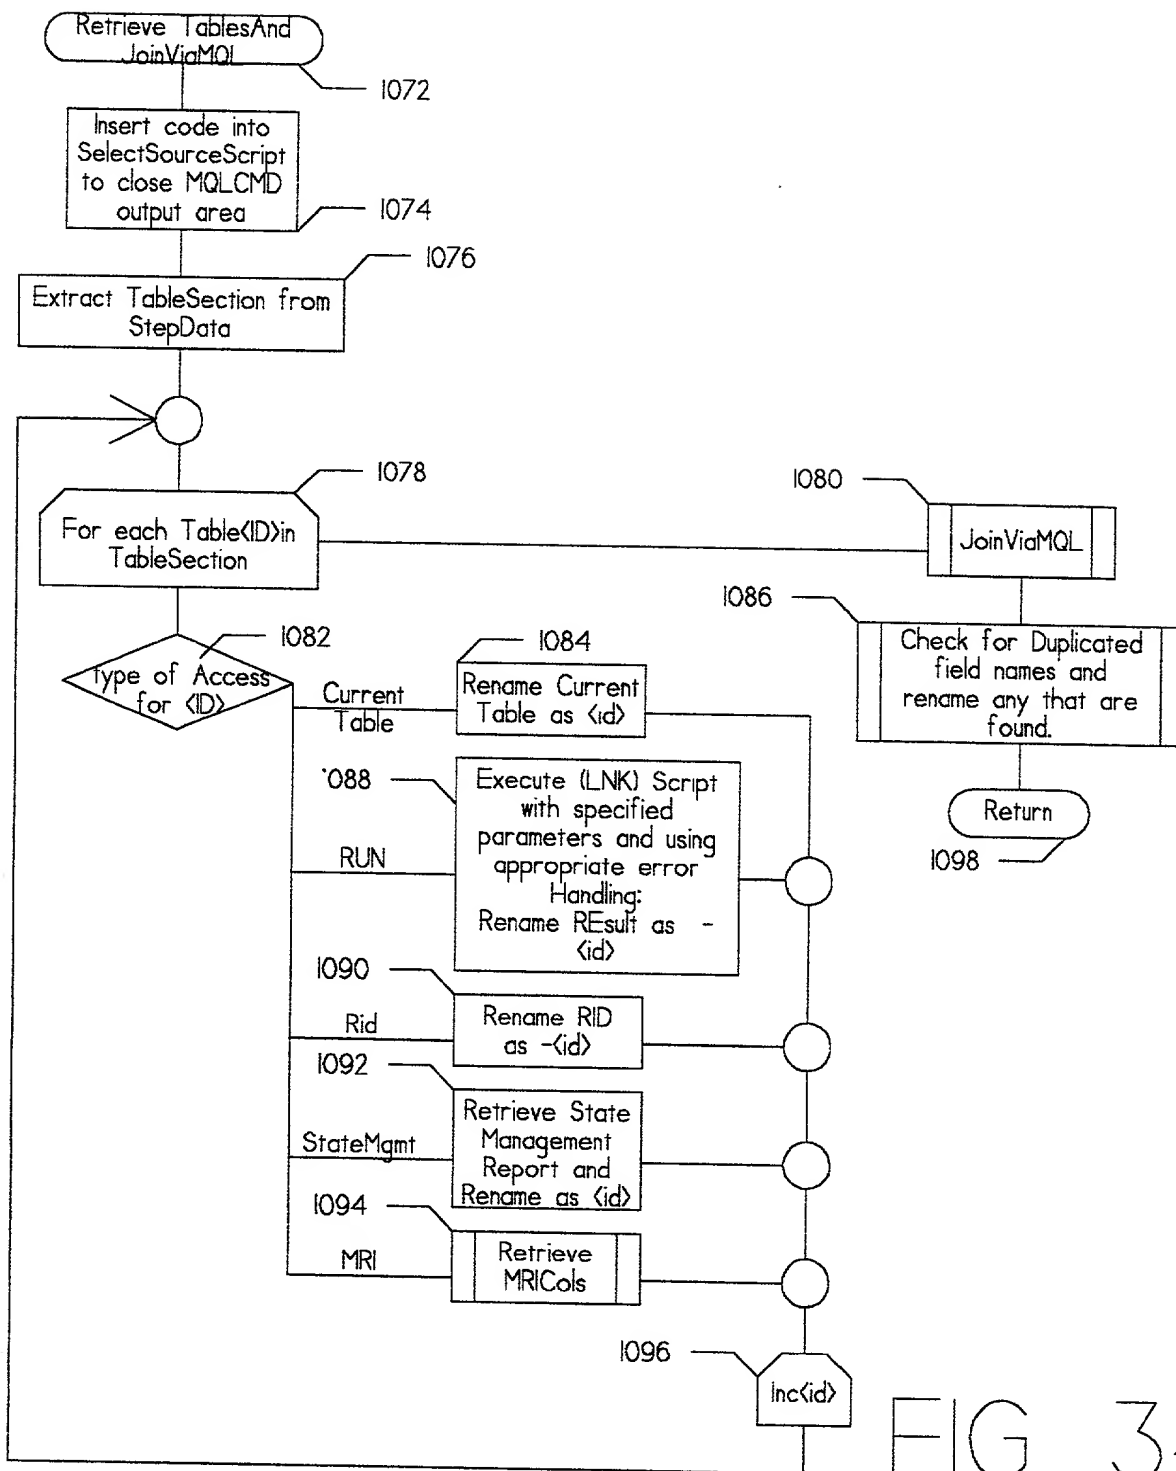 Retrieve TablesAnd
JoinViaMQL
1072
Insert code into
SelectSourceScript
to close MQLCMD
output area
1074
1076
Extract TableSection from
StepData
1078
For each Table<ID>in
TableSection
1080
JoinViaMQL
1086
Check for Duplicated
field names and
rename any that are
found.
Return
1098
1082
type of Access
for <ID>
Current
Table
1084
Rename Current
Table as <id>
'088
RUN
Execute (LNK) Script
with specified
parameters and using
appropriate error
Handling:
Rename REsult as -
<id>
1090
Rid
Rename RID
as -<id>
1092
StateMgmt
Retrieve State
Management
Report and
Rename as <id>
1094
MRI
Retrieve
MRICols
1096
Inc<id>
FIG 3